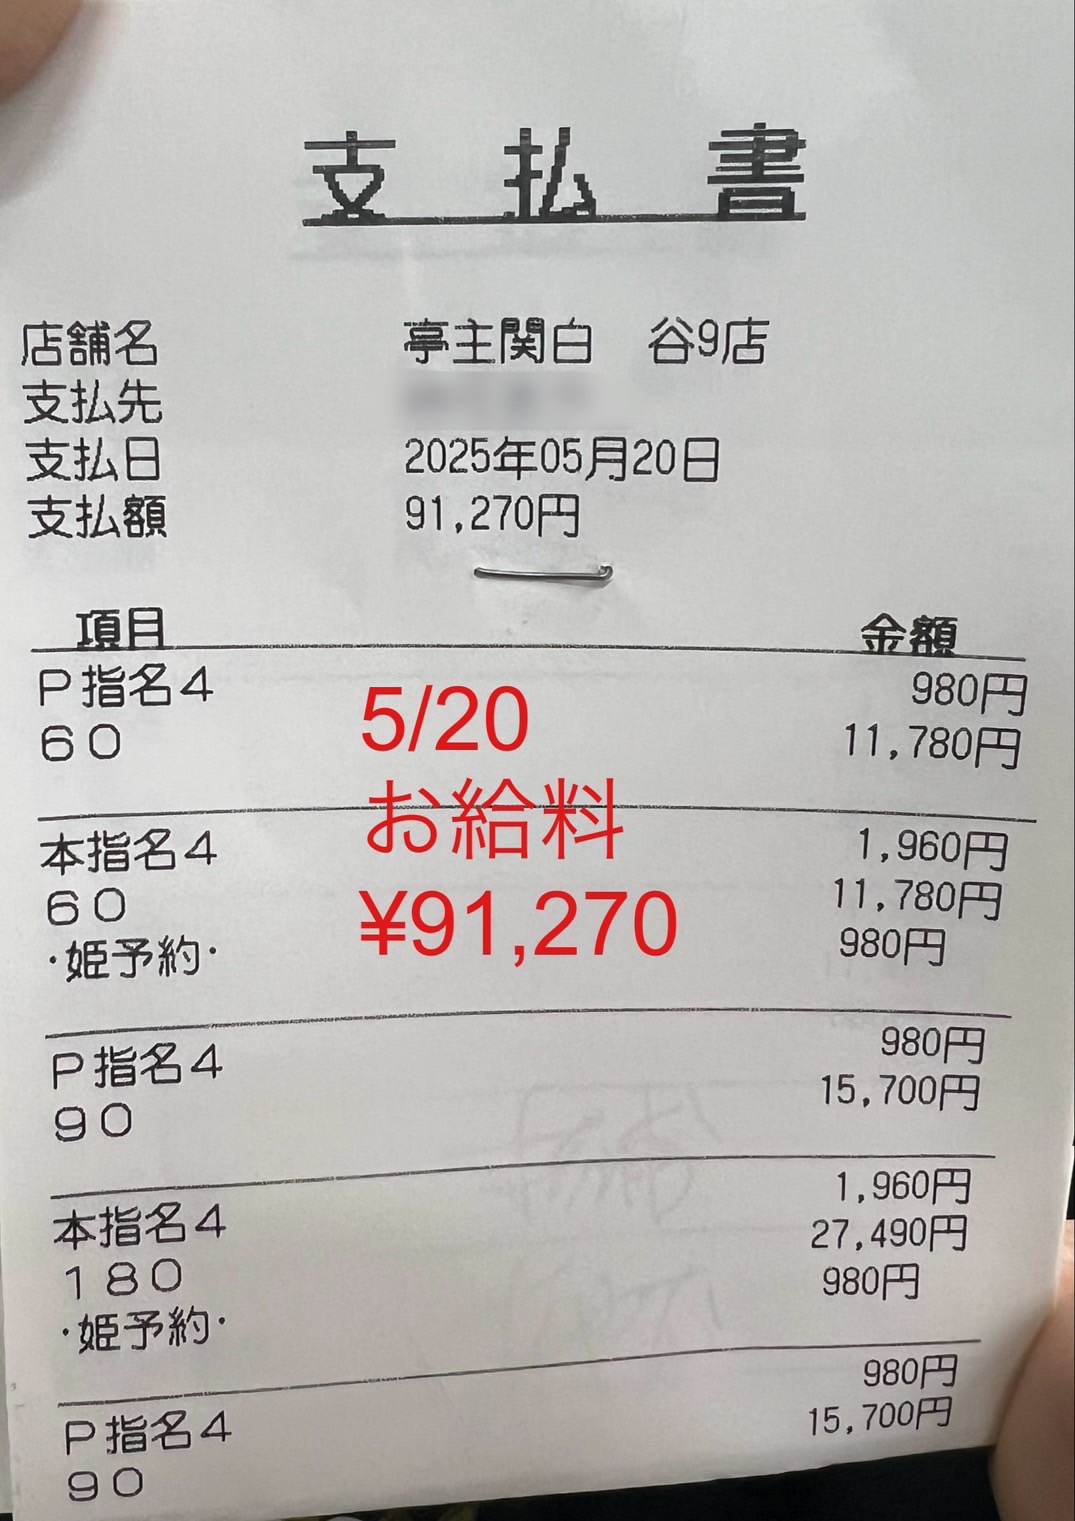 支払書
店舗名 亭主関白 谷9店
支払先
支払日 2025年05月20日
支払額 91,270円
項目 金額
P指名4 980円
60 11,780円
5/20
お給料
¥91,270
本指名4 1,960円
60 11,780円
・姫予約・ 980円
P指名4 980円
90 15,700円
本指名4 1,960円
180 27,490円
・姫予約・ 980円
P指名4 980円
90 15,700円